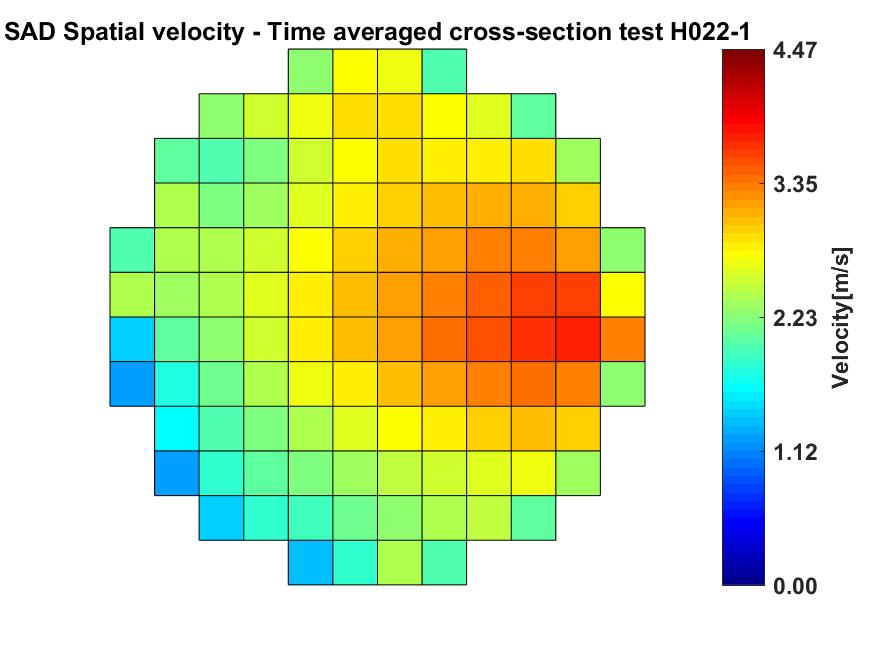 SAD Spatial velocity - Time averaged cross-section test H022-1
4.47
3.35
2.23
1.12
0.00
Velocity[m/s]